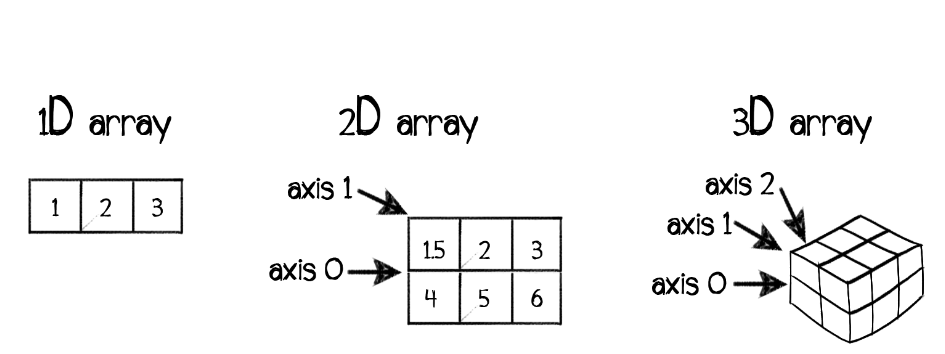 1D array
1 2 3
2D array
axis 1
axis 0
1.5 2 3
4 5 6
3D array
axis 2
axis 1
axis 0